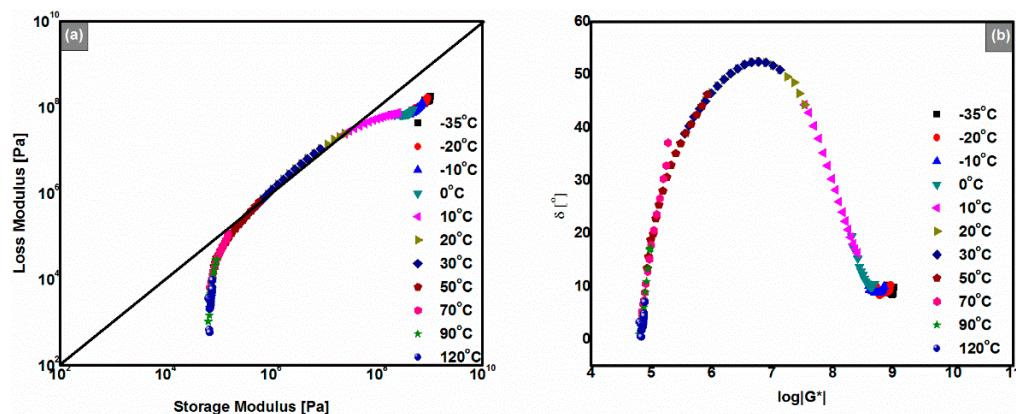 (a)
10^10
10^8
10^6
10^4
10^2
10^2
10^4
10^6
10^8
10^10
Loss Modulus [Pa]
Storage Modulus [Pa]
-35°C
-20°C
-10°C
0°C
10°C
20°C
30°C
50°C
70°C
90°C
120°C
(b)
60
50
40
30
20
10
0
4
5
6
7
8
9
10
11
δ [°]
log|G*|
-35°C
-20°C
-10°C
0°C
10°C
20°C
30°C
50°C
70°C
90°C
120°C